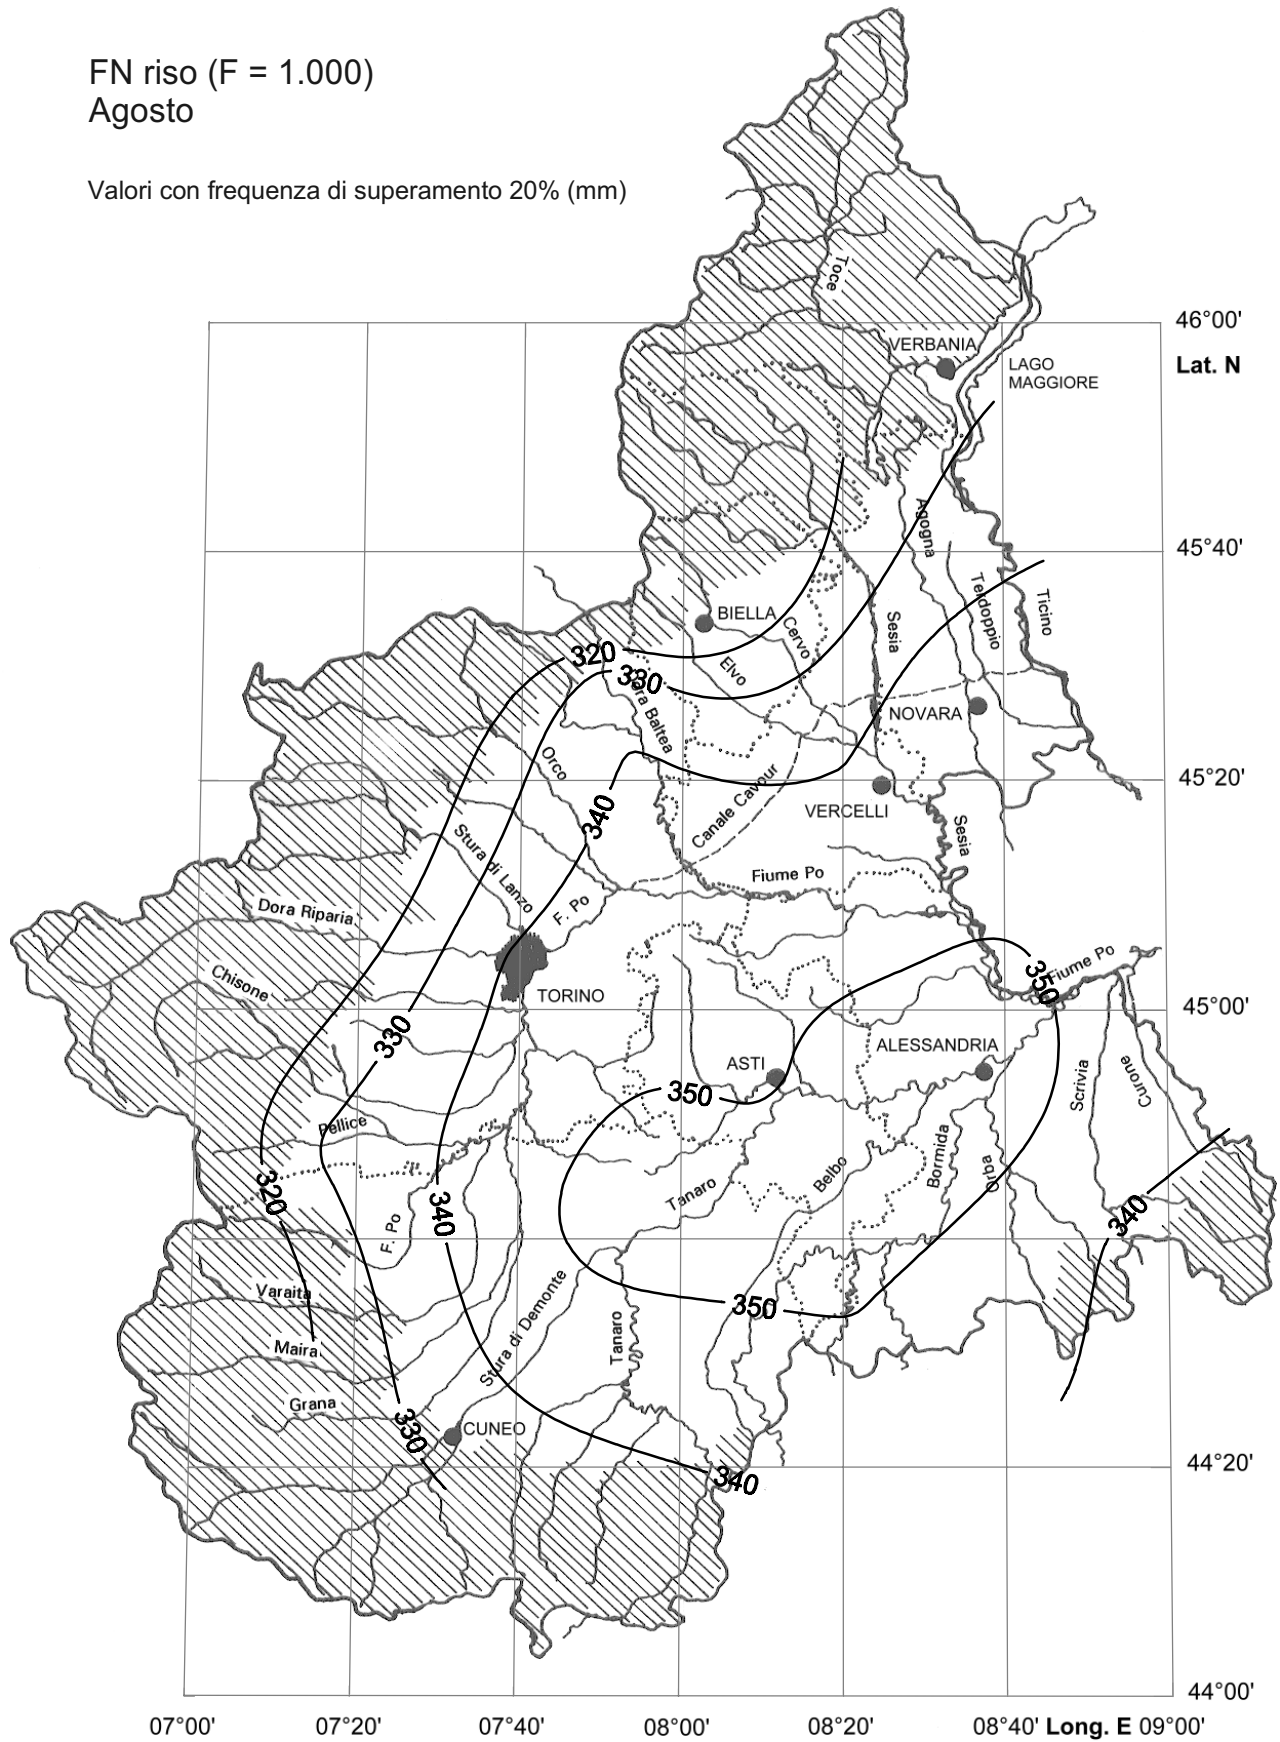 FN riso (F = 1.000)
Agosto
Valori con frequenza di superamento 20% (mm)
Toce
46°00'
VERBANIA
LAGO
MAGGIORE
Lat. N
Agogna
45°40'
Terdoppio
Ticino
BIELLA
Cervo
Sesia
320
330
Elvo
Dora Baltea
NOVARA
Orco
45°20'
340
Canale Cavour
VERCELLI
Sesia
Stura di Lanzo
Fiume Po
Dora Riparia
F. Po
Chisone
Fiume Po
350
TORINO
45°00'
330
ALESSANDRIA
ASTI
Scrivia
Curone
350
Pellice
Bormida
Orba
Belbo
Tanaro
320
340
340
F. Po
Varaita
350
Stura di Demonte
Tanaro
Maira
Grana
330
CUNEO
340
44°20'
44°00'
07°00'
07°20'
07°40'
08°00'
08°20'
08°40'
Long. E
09°00'